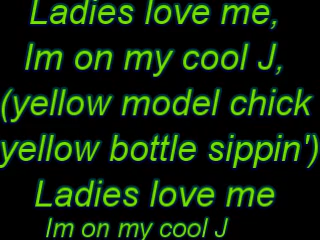 Ladies love me,
Im on my cool J,
(yellow model chick
yellow bottle sippin')
Ladies love me
Im on my cool J